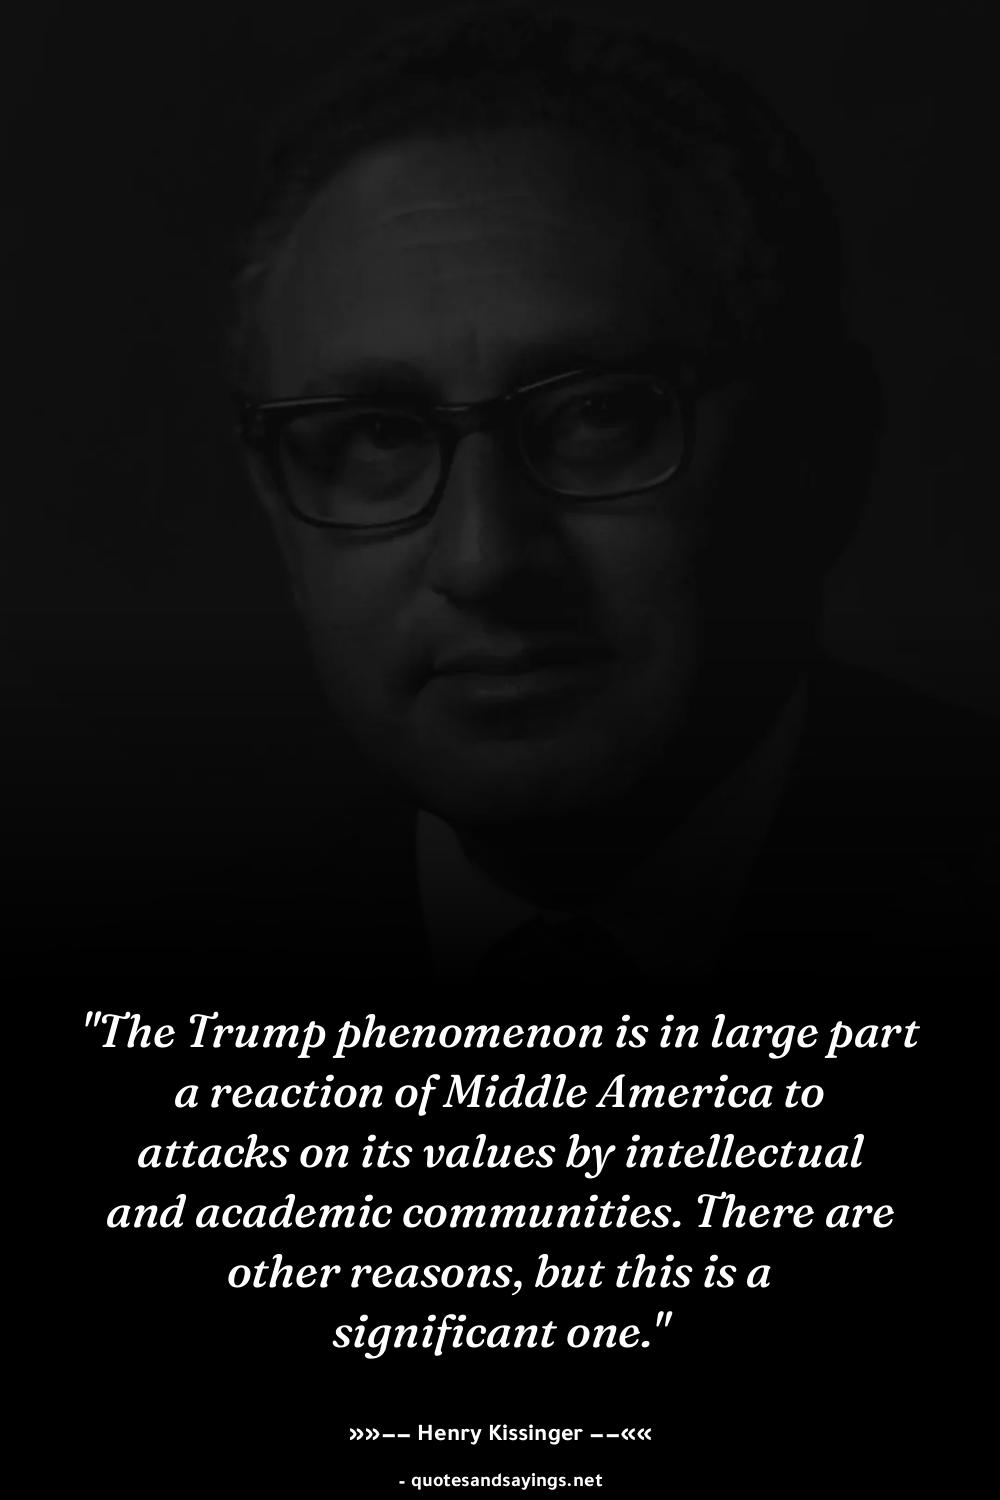 "The Trump phenomenon is in large part
a reaction of Middle America to
attacks on its values by intellectual
and academic communities. There are
other reasons, but this is a
significant one."
»»−− Henry Kissinger −−««
- quotesandsayings.net